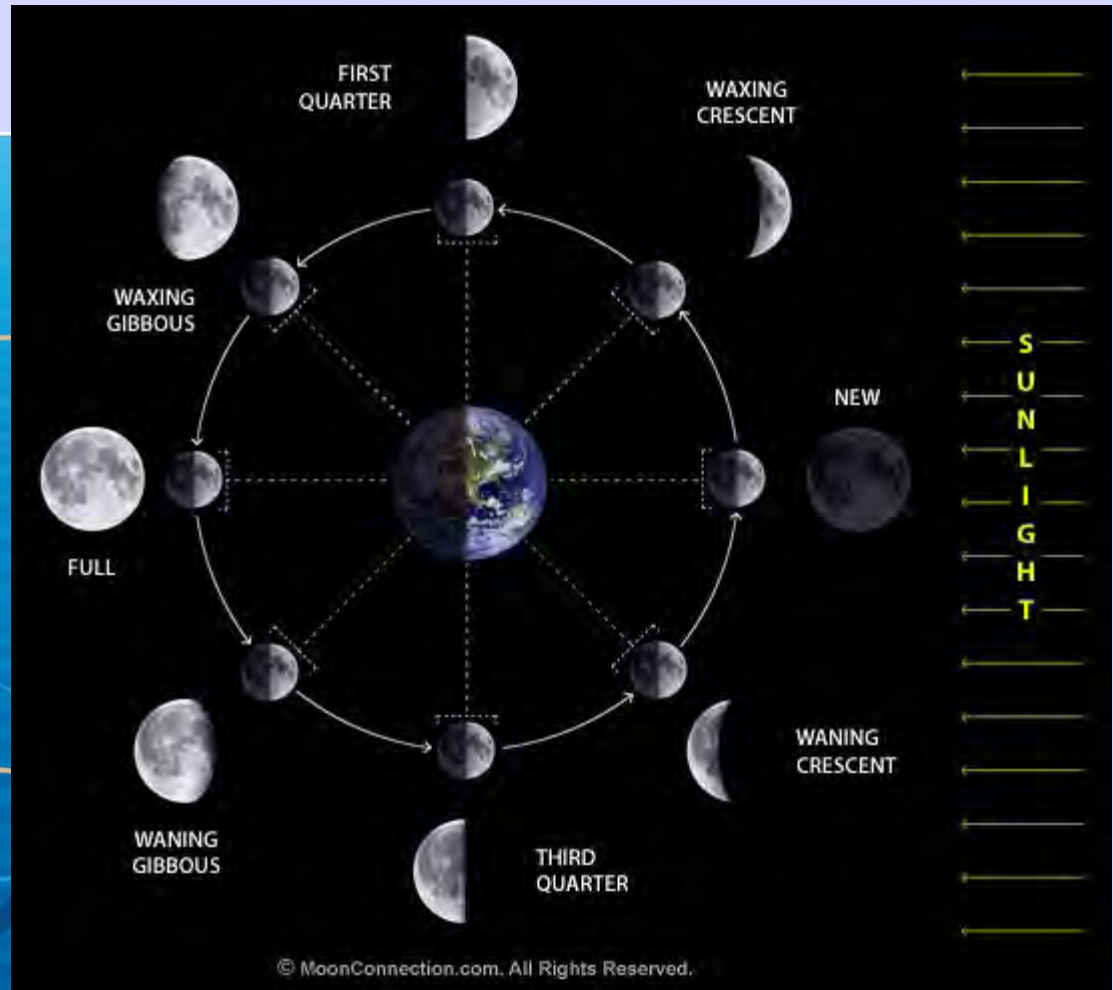 FIRST
QUARTER
WAXING
CRESCENT
WAXING
GIBBOUS
NEW
SUNLIGHT
FULL
WANING
CRESCENT
WANING
GIBBOUS
THIRD
QUARTER
© MoonConnection.com. All Rights Reserved.